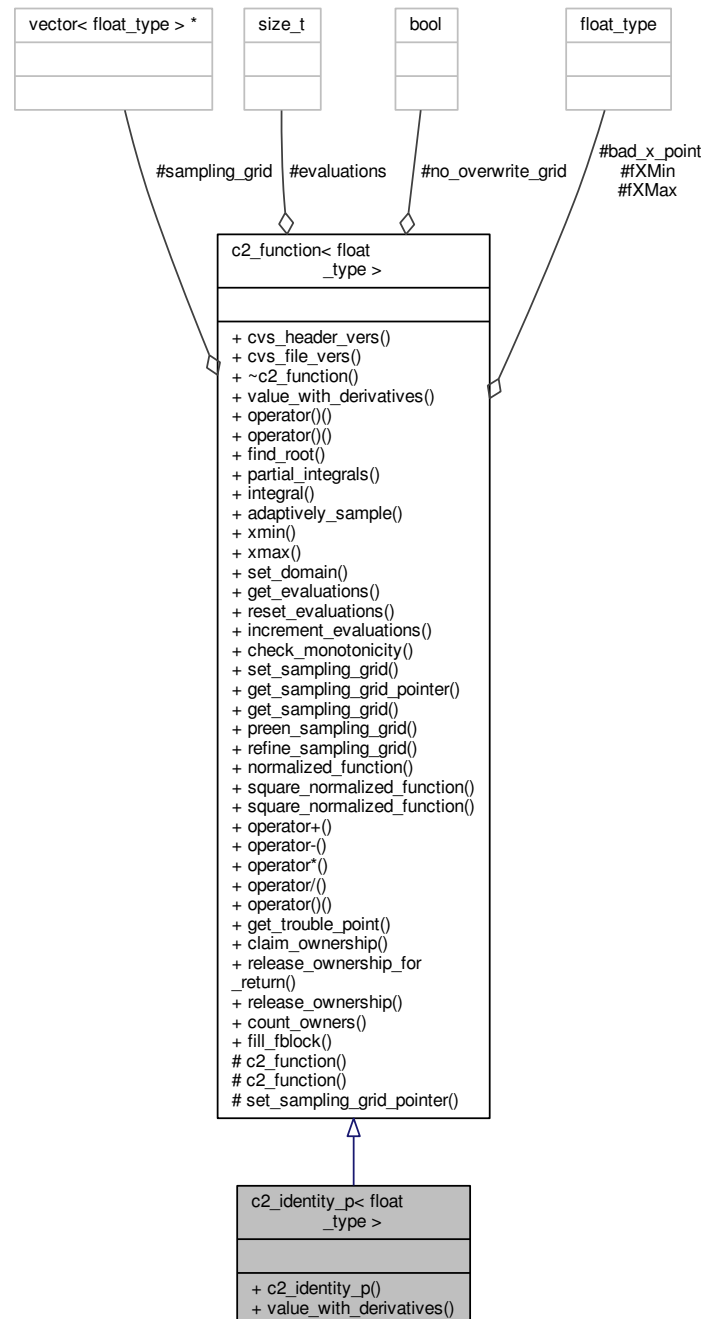 vector< float_type > *
size_t
bool
float_type
#sampling_grid
#evaluations
#no_overwrite_grid
#bad_x_point
#fXMin
#fXMax
c2_function< float
_type >
+ cvs_header_vers()
+ cvs_file_vers()
+ ~c2_function()
+ value_with_derivatives()
+ operator()()
+ operator()()
+ find_root()
+ partial_integrals()
+ integral()
+ adaptively_sample()
+ xmin()
+ xmax()
+ set_domain()
+ get_evaluations()
+ reset_evaluations()
+ increment_evaluations()
+ check_monotonicity()
+ set_sampling_grid()
+ get_sampling_grid_pointer()
+ get_sampling_grid()
+ preen_sampling_grid()
+ refine_sampling_grid()
+ normalized_function()
+ square_normalized_function()
+ square_normalized_function()
+ operator+()
+ operator-()
+ operator*()
+ operator/()
+ operator()()
+ get_trouble_point()
+ claim_ownership()
+ release_ownership_for
_return()
+ release_ownership()
+ count_owners()
+ fill_fblock()
# c2_function()
# c2_function()
# set_sampling_grid_pointer()
c2_identity_p< float
_type >
+ c2_identity_p()
+ value_with_derivatives()